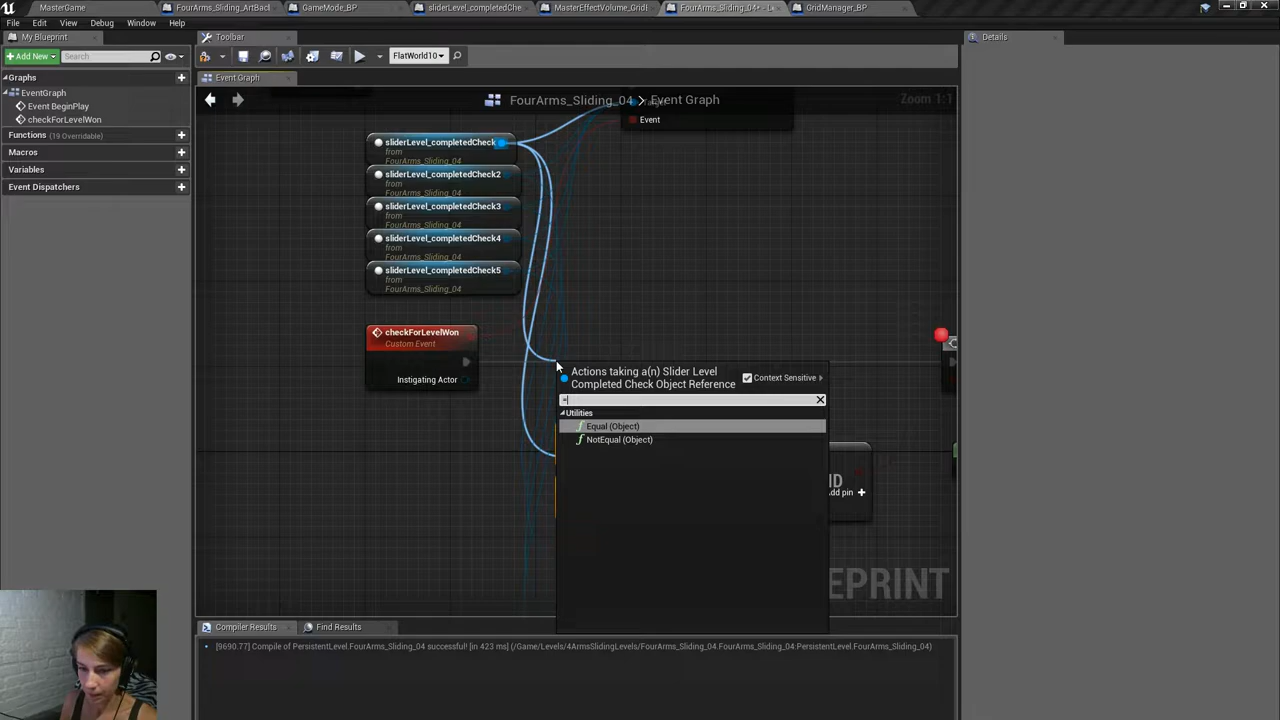 MasterGame
FourArms_Sliding_ArtBacl
GameMode_BP
sliderLevel_completedChe
MasterEffectVolume_GridE
FourArms_Sliding_04* - L
GridManager_BP
File Edit View Debug Window Help
My Blueprint
Toolbar
Details
Add New
Search
FlatWorld10
Graphs
EventGraph
Event BeginPlay
checkForLevelWon
Functions (19 Overridable)
Macros
Variables
Event Dispatchers
Event Graph
FourArms_Sliding_04 > Event Graph
Zoom 1:1
Event
sliderLevel_completedCheck
from
FourArms_Sliding_04
sliderLevel_completedCheck2
from
FourArms_Sliding_04
sliderLevel_completedCheck3
from
FourArms_Sliding_04
sliderLevel_completedCheck4
from
FourArms_Sliding_04
sliderLevel_completedCheck5
from
FourArms_Sliding_04
checkForLevelWon
Custom Event
Instigating Actor
Actions taking a(n) Slider Level
Completed Check Object Reference
Context Sensitive
=
Utilities
f Equal (Object)
f NotEqual (Object)
ND
dd pin +
EPRINT
Compiler Results
Find Results
[9690.77] Compile of PersistentLevel.FourArms_Sliding_04 successful! [in 423 ms] (/Game/Levels/4ArmsSlidingLevels/FourArms_Sliding_04.FourArms_Sliding_04:PersistentLevel.FourArms_Sliding_04)